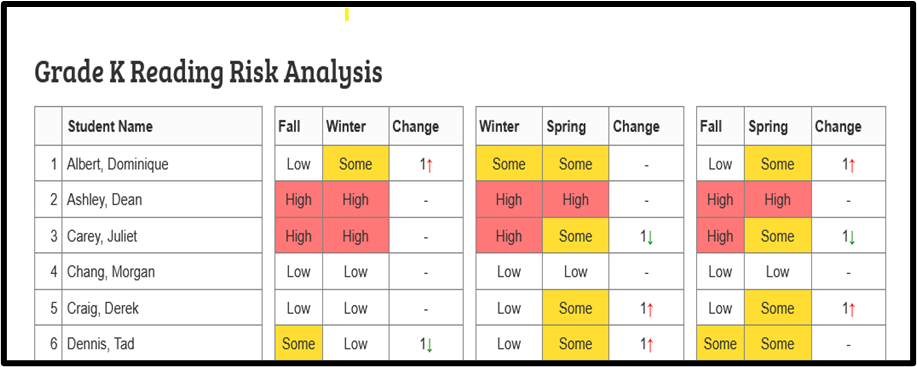 Grade K Reading Risk Analysis
Student Name Fall Winter Change Winter Spring Change Fall Spring Change
1 Albert, Dominique Low Some 1↑ Some Some - Low Some 1↑
2 Ashley, Dean High High - High High - High High -
3 Carey, Juliet High High - High Some 1↓ High Some 1↓
4 Chang, Morgan Low Low - Low Low - Low Low -
5 Craig, Derek Low Low - Low Some 1↑ Low Some 1↑
6 Dennis, Tad Some Low 1↓ Low Some 1↑ Some Some -